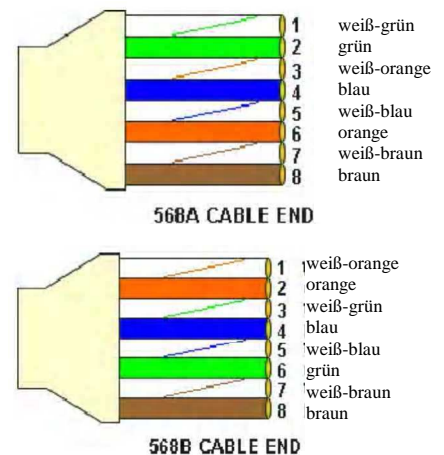 1 weiß-grün
2 grün
3 weiß-orange
4 blau
5 weiß-blau
6 orange
7 weiß-braun
8 braun
568A CABLE END
1 weiß-orange
2 orange
3 weiß-grün
4 blau
5 weiß-blau
6 grün
7 weiß-braun
8 braun
568B CABLE END